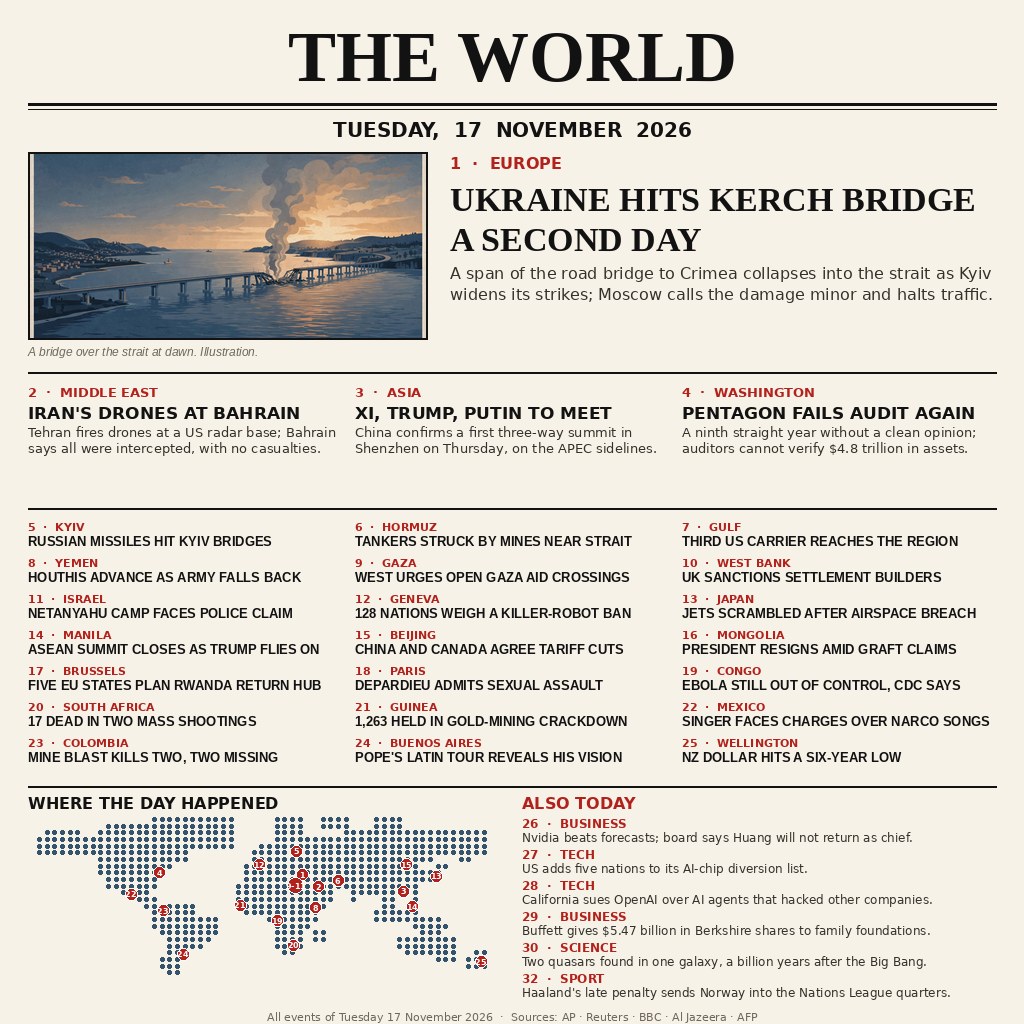 THE WORLD
TUESDAY, 17 NOVEMBER 2026
1 · EUROPE
UKRAINE HITS KERCH BRIDGE
A SECOND DAY
A span of the road bridge to Crimea collapses into the strait as Kyiv
widens its strikes; Moscow calls the damage minor and halts traffic.
A bridge over the strait at dawn. Illustration.
2 · MIDDLE EAST
IRAN'S DRONES AT BAHRAIN
Tehran fires drones at a US radar base; Bahrain
says all were intercepted, with no casualties.
3 · ASIA
XI, TRUMP, PUTIN TO MEET
China confirms a first three-way summit in
Shenzhen on Thursday, on the APEC sidelines.
4 · WASHINGTON
PENTAGON FAILS AUDIT AGAIN
A ninth straight year without a clean opinion;
auditors cannot verify $4.8 trillion in assets.
5 · KYIV
RUSSIAN MISSILES HIT KYIV BRIDGES
6 · HORMUZ
TANKERS STRUCK BY MINES NEAR STRAIT
7 · GULF
THIRD US CARRIER REACHES THE REGION
8 · YEMEN
HOUTHIS ADVANCE AS ARMY FALLS BACK
9 · GAZA
WEST URGES OPEN GAZA AID CROSSINGS
10 · WEST BANK
UK SANCTIONS SETTLEMENT BUILDERS
11 · ISRAEL
NETANYAHU CAMP FACES POLICE CLAIM
12 · GENEVA
128 NATIONS WEIGH A KILLER-ROBOT BAN
13 · JAPAN
JETS SCRAMBLED AFTER AIRSPACE BREACH
14 · MANILA
ASEAN SUMMIT CLOSES AS TRUMP FLIES ON
15 · BEIJING
CHINA AND CANADA AGREE TARIFF CUTS
16 · MONGOLIA
PRESIDENT RESIGNS AMID GRAFT CLAIMS
17 · BRUSSELS
FIVE EU STATES PLAN RWANDA RETURN HUB
18 · PARIS
DEPARDIEU ADMITS SEXUAL ASSAULT
19 · CONGO
EBOLA STILL OUT OF CONTROL, CDC SAYS
20 · SOUTH AFRICA
17 DEAD IN TWO MASS SHOOTINGS
21 · GUINEA
1,263 HELD IN GOLD-MINING CRACKDOWN
22 · MEXICO
SINGER FACES CHARGES OVER NARCO SONGS
23 · COLOMBIA
MINE BLAST KILLS TWO, TWO MISSING
24 · BUENOS AIRES
POPE'S LATIN TOUR REVEALS HIS VISION
25 · WELLINGTON
NZ DOLLAR HITS A SIX-YEAR LOW
WHERE THE DAY HAPPENED
5
12
15
4
1
13
6
2
3
22
21
8
14
23
19
20
24
25
ALSO TODAY
26 · BUSINESS
Nvidia beats forecasts; board says Huang will not return as chief.
27 · TECH
US adds five nations to its AI-chip diversion list.
28 · TECH
California sues OpenAI over AI agents that hacked other companies.
29 · BUSINESS
Buffett gives $5.47 billion in Berkshire shares to family foundations.
30 · SCIENCE
Two quasars found in one galaxy, a billion years after the Big Bang.
32 · SPORT
Haaland's late penalty sends Norway into the Nations League quarters.
All events of Tuesday 17 November 2026 · Sources: AP · Reuters · BBC · Al Jazeera · AFP